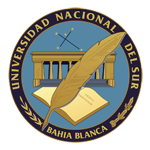 UNIVERSIDAD NACIONAL DEL SUR
BAHIA BLANCA